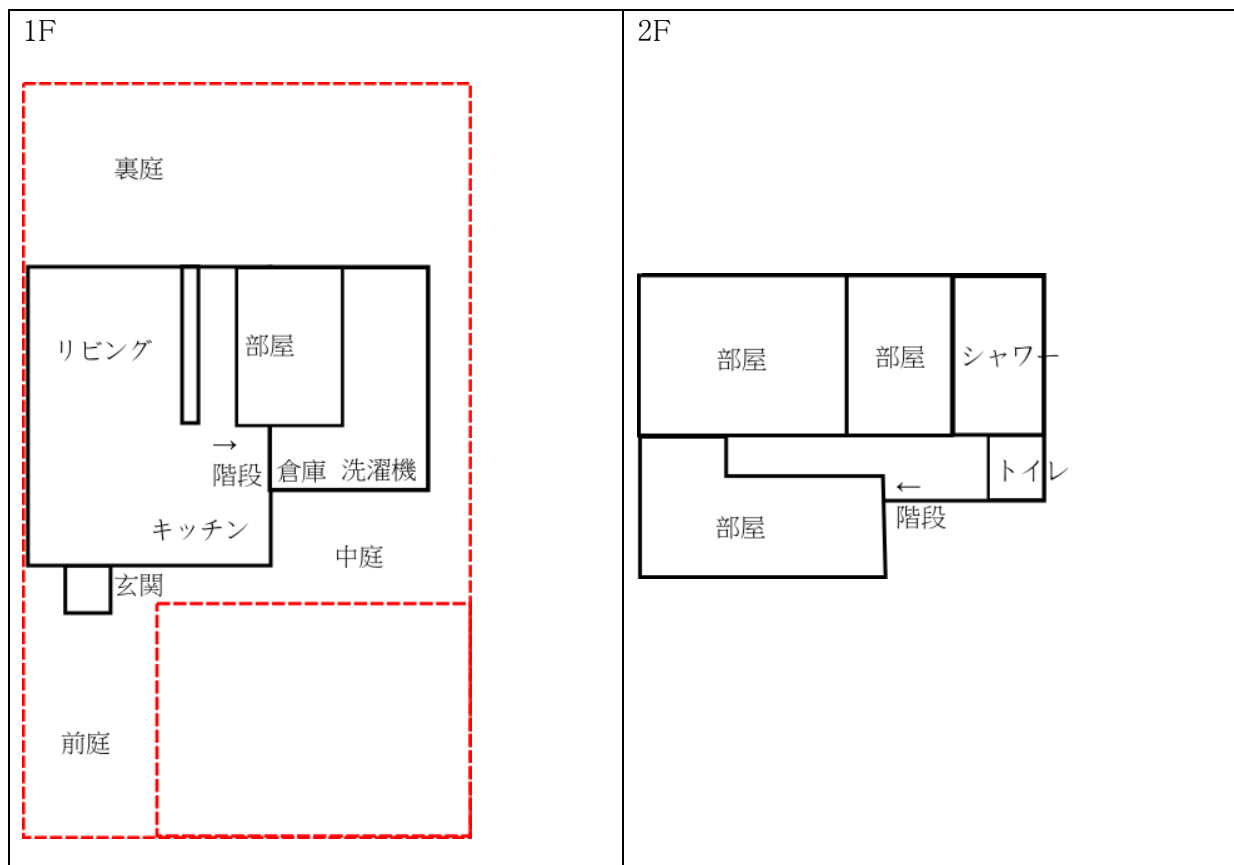 1F
裏庭
リビング
部屋
→
階段
倉庫
洗濯機
キッチン
中庭
玄関
前庭
2F
部屋
部屋
シャワー
トイレ
←
階段
部屋